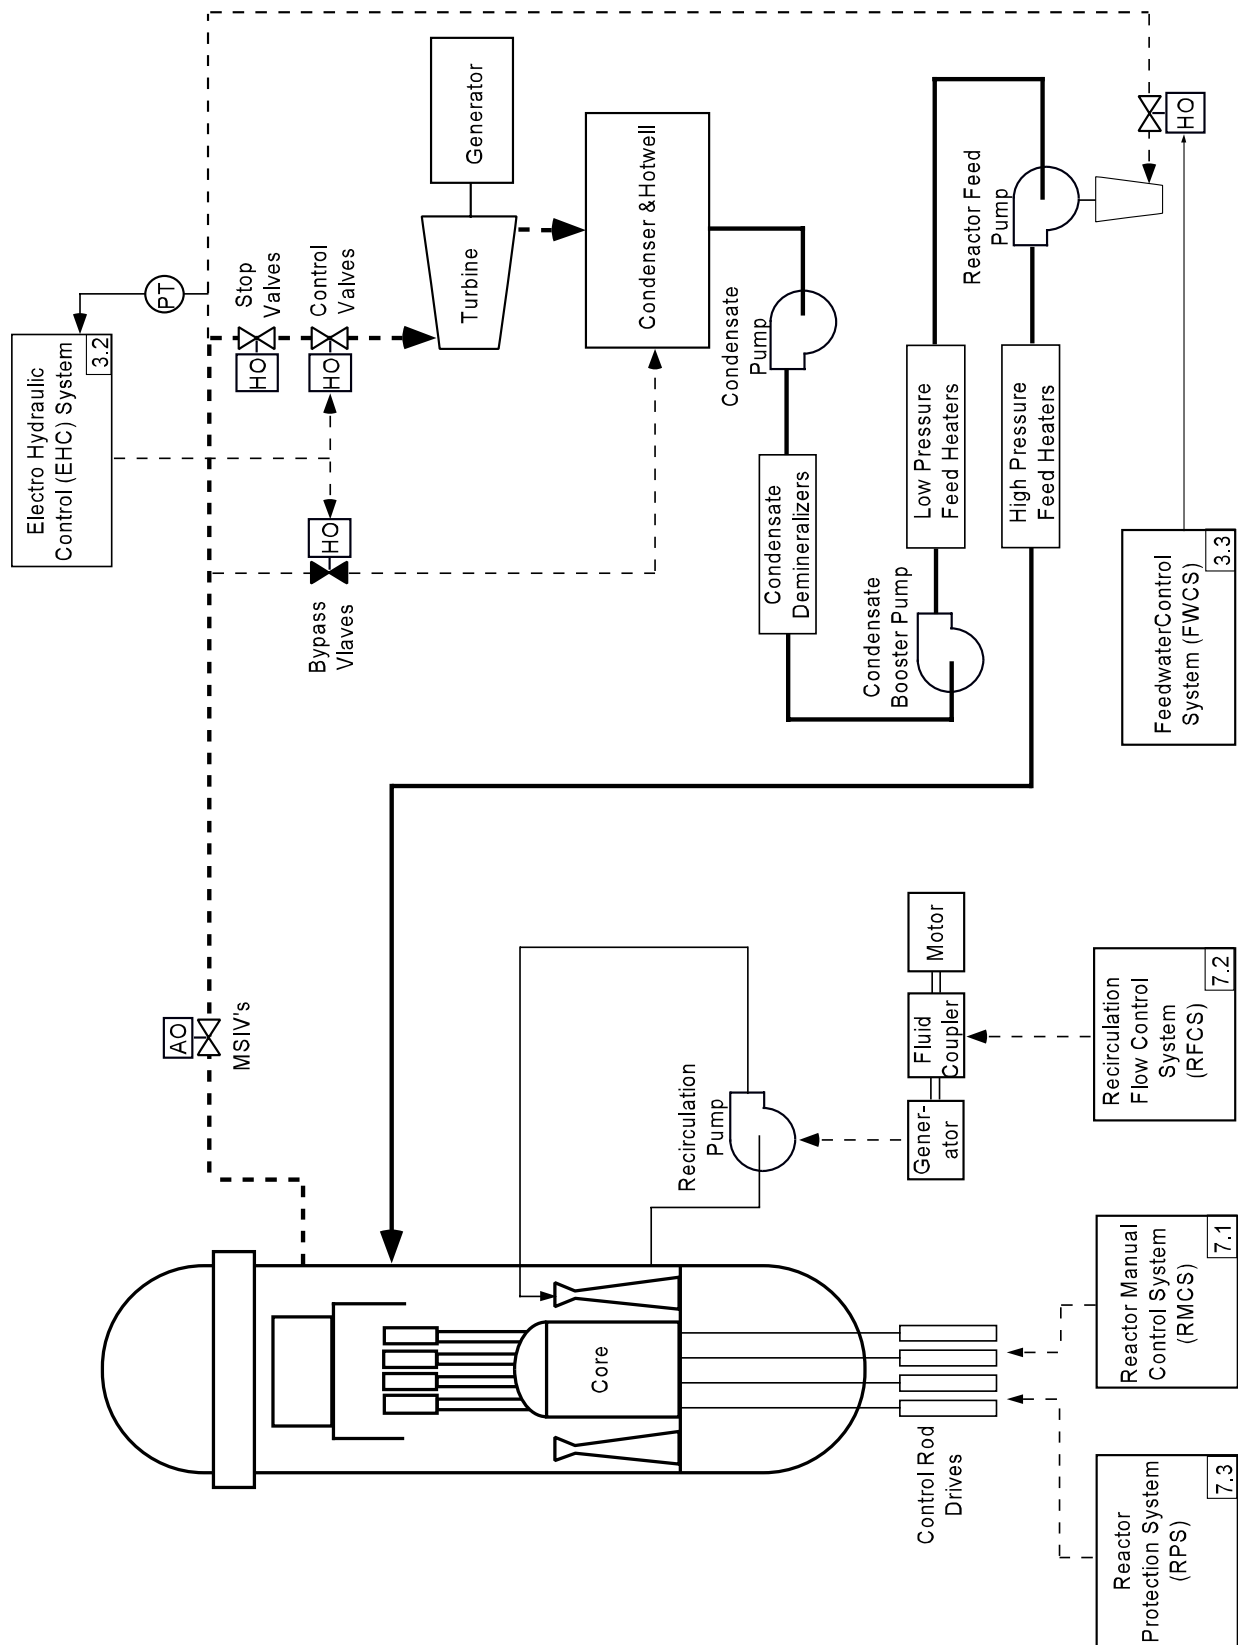 Electro Hydraulic
Control (EHC) System
3.2
PT
AO
MSIV's
Stop
Valves
HO
Control
Valves
HO
HO
Bypass
Vlaves
Generator
Turbine
Condenser &Hotwell
Condensate
Pump
Condensate
Demineralizers
Condensate
Booster Pump
Low Pressure
Feed Heaters
High Pressure
Feed Heaters
Reactor Feed
Pump
HO
FeedwaterControl
System (FWCS)
3.3
Core
Recirculation
Pump
Motor
Fluid
Coupler
Gener-
ator
Recirculation
Flow Control
System
(RFCS)
7.2
Control Rod
Drives
Reactor Manual
Control System
(RMCS)
7.1
Reactor
Protection System
(RPS)
7.3